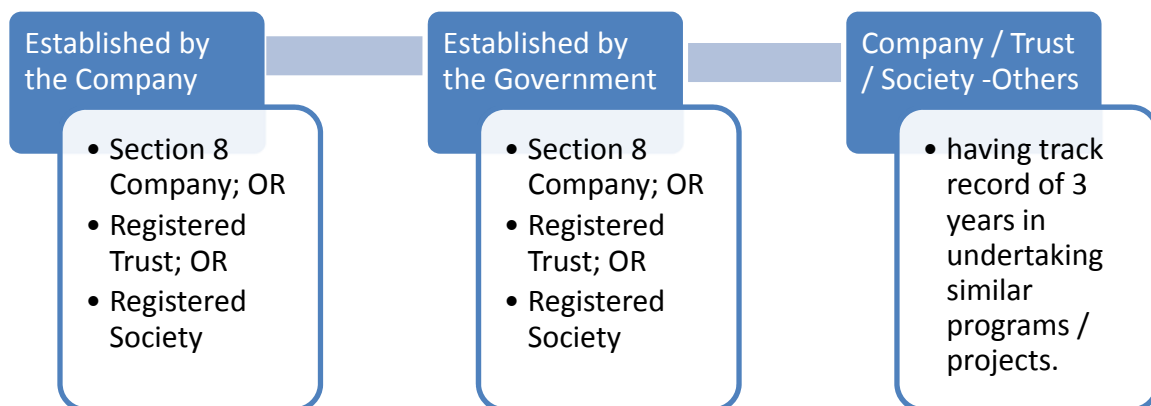 Established by
the Company
• Section 8
Company; OR
• Registered
Trust; OR
• Registered
Society
Established by
the Government
• Section 8
Company; OR
• Registered
Trust; OR
• Registered
Society
Company / Trust
/ Society -Others
• having track
record of 3
years in
undertaking
similar
programs /
projects.